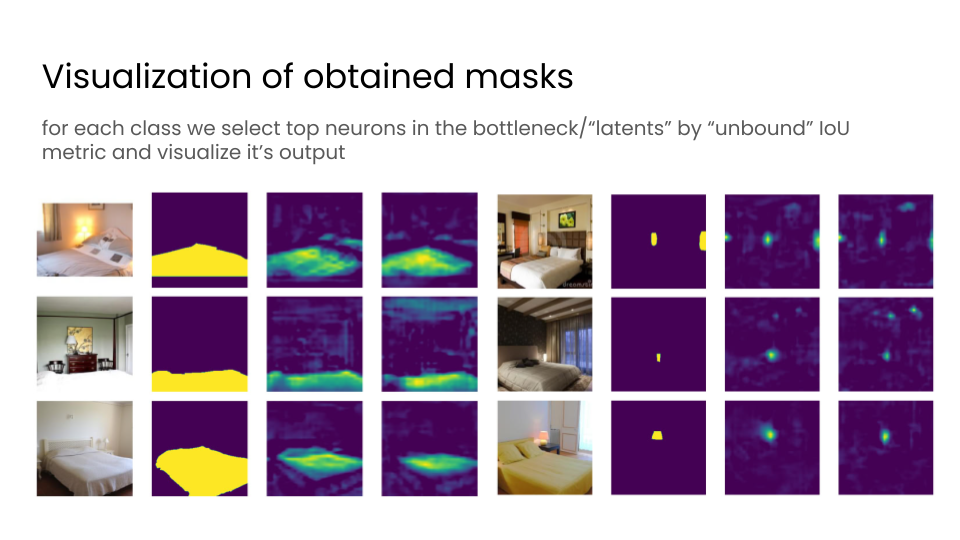 Visualization of obtained masks
for each class we select top neurons in the bottleneck/“latents” by “unbound” IoU
metric and visualize it’s output